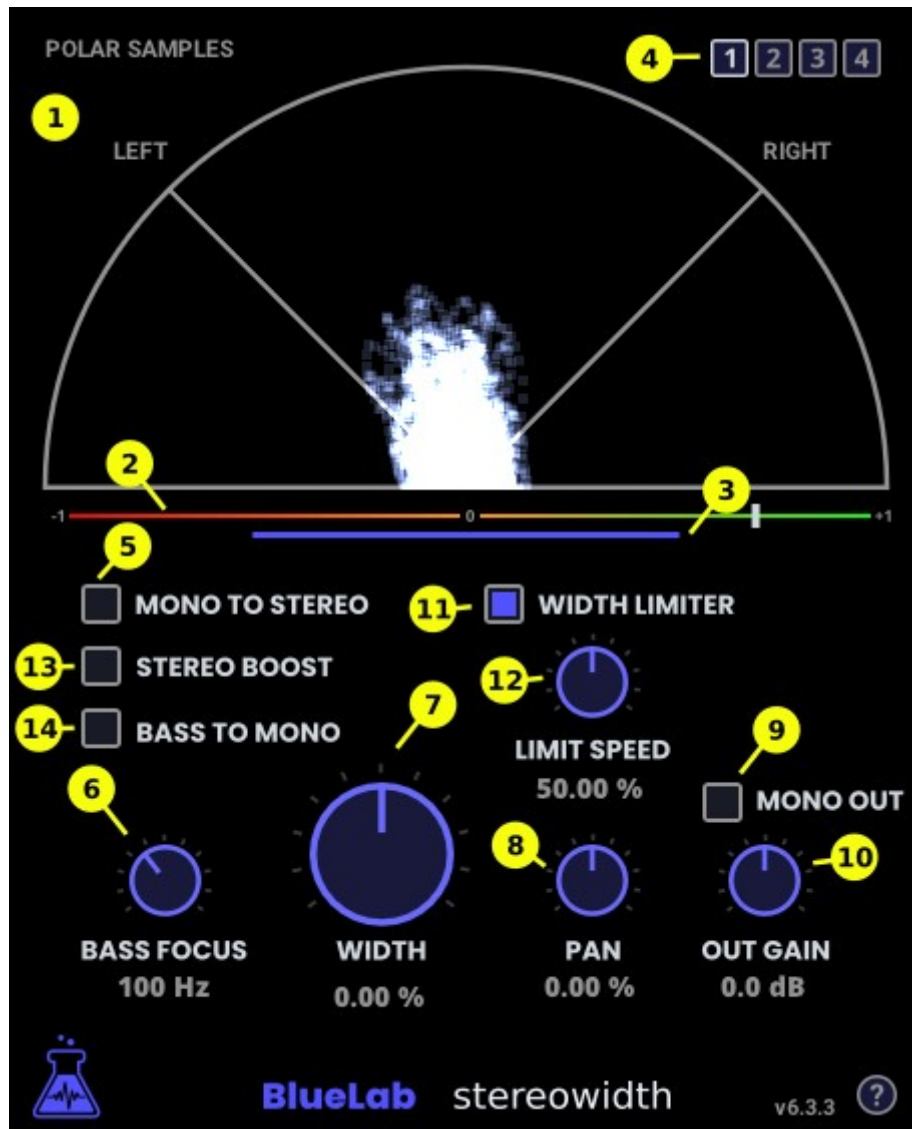 POLAR SAMPLES
4 1 2 3 4
1
LEFT RIGHT
2
3
-1 0 +1
5
MONO TO STEREO 11 WIDTH LIMITER
13 STEREO BOOST 12
7
14 BASS TO MONO LIMIT SPEED
9
50.00 %
6 MONO OUT
8 10
BASS FOCUS WIDTH PAN OUT GAIN
100 Hz 0.00 % 0.00 % 0.0 dB
BlueLab stereowidth v6.3.3 ?